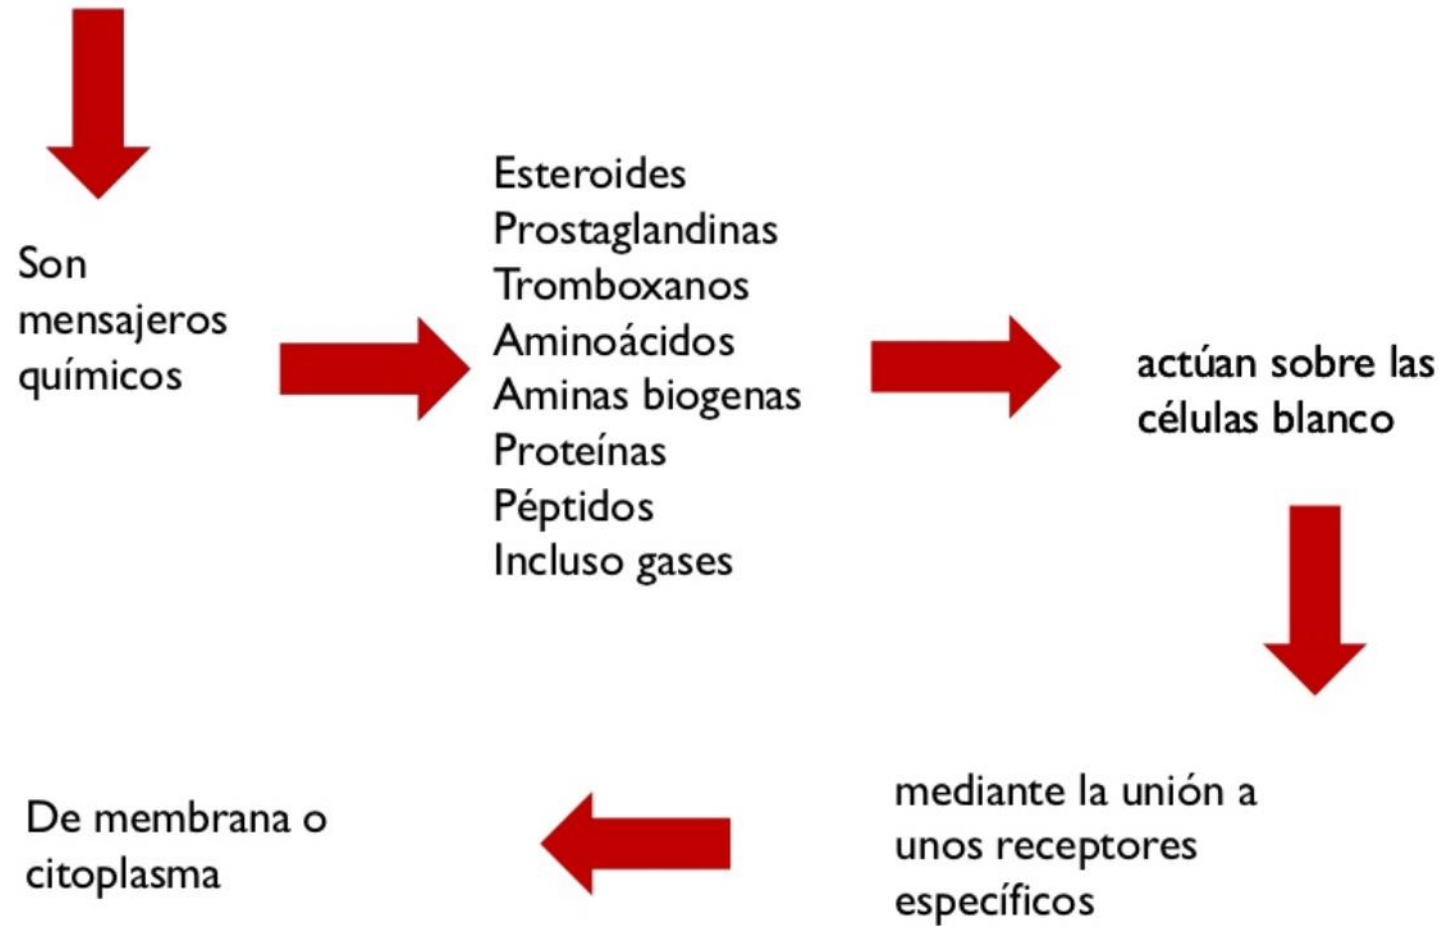 Son
mensajeros
químicos
Esteroides
Prostaglandinas
Tromboxanos
Aminoácidos
Aminas biogenas
Proteínas
Péptidos
Incluso gases
actúan sobre las
células blanco
mediante la unión a
unos receptores
específicos
De membrana o
citoplasma